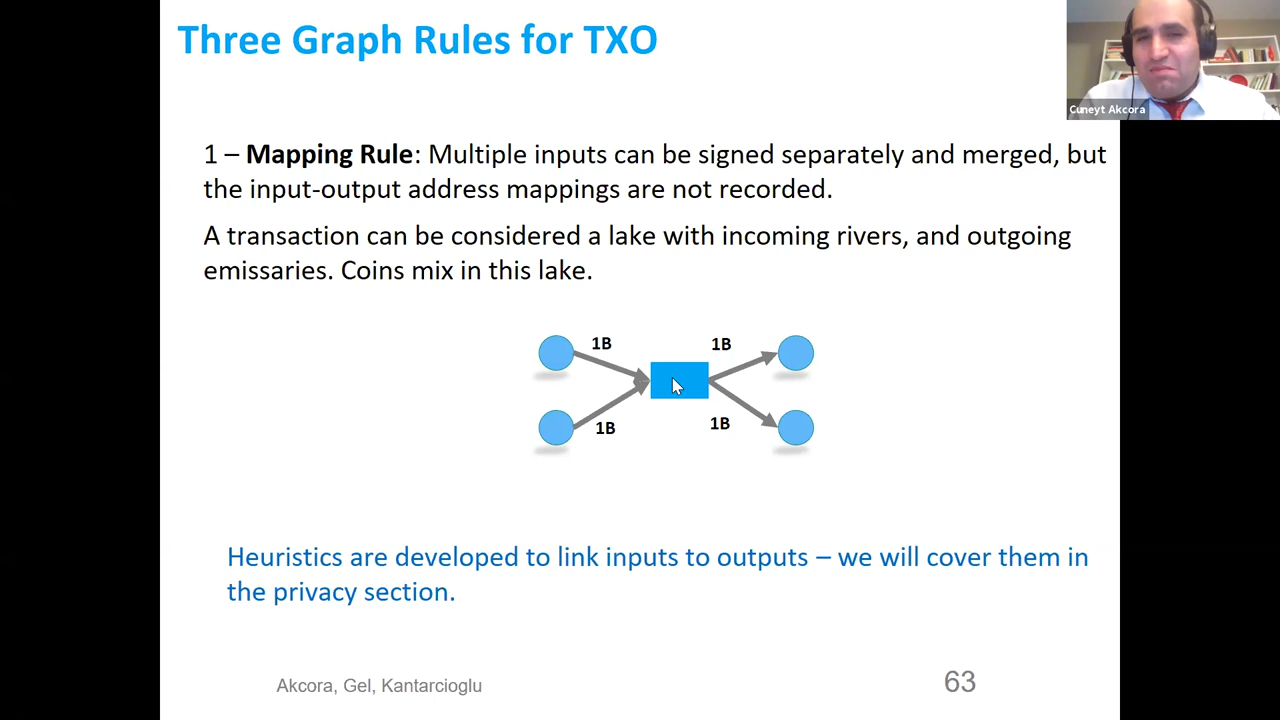 Three Graph Rules for TXO
Cuneyt Akcora
1 – Mapping Rule: Multiple inputs can be signed separately and merged, but
the input-output address mappings are not recorded.
A transaction can be considered a lake with incoming rivers, and outgoing
emissaries. Coins mix in this lake.
1B
1B
1B
1B
Heuristics are developed to link inputs to outputs – we will cover them in
the privacy section.
Akcora, Gel, Kantarcioglu
63